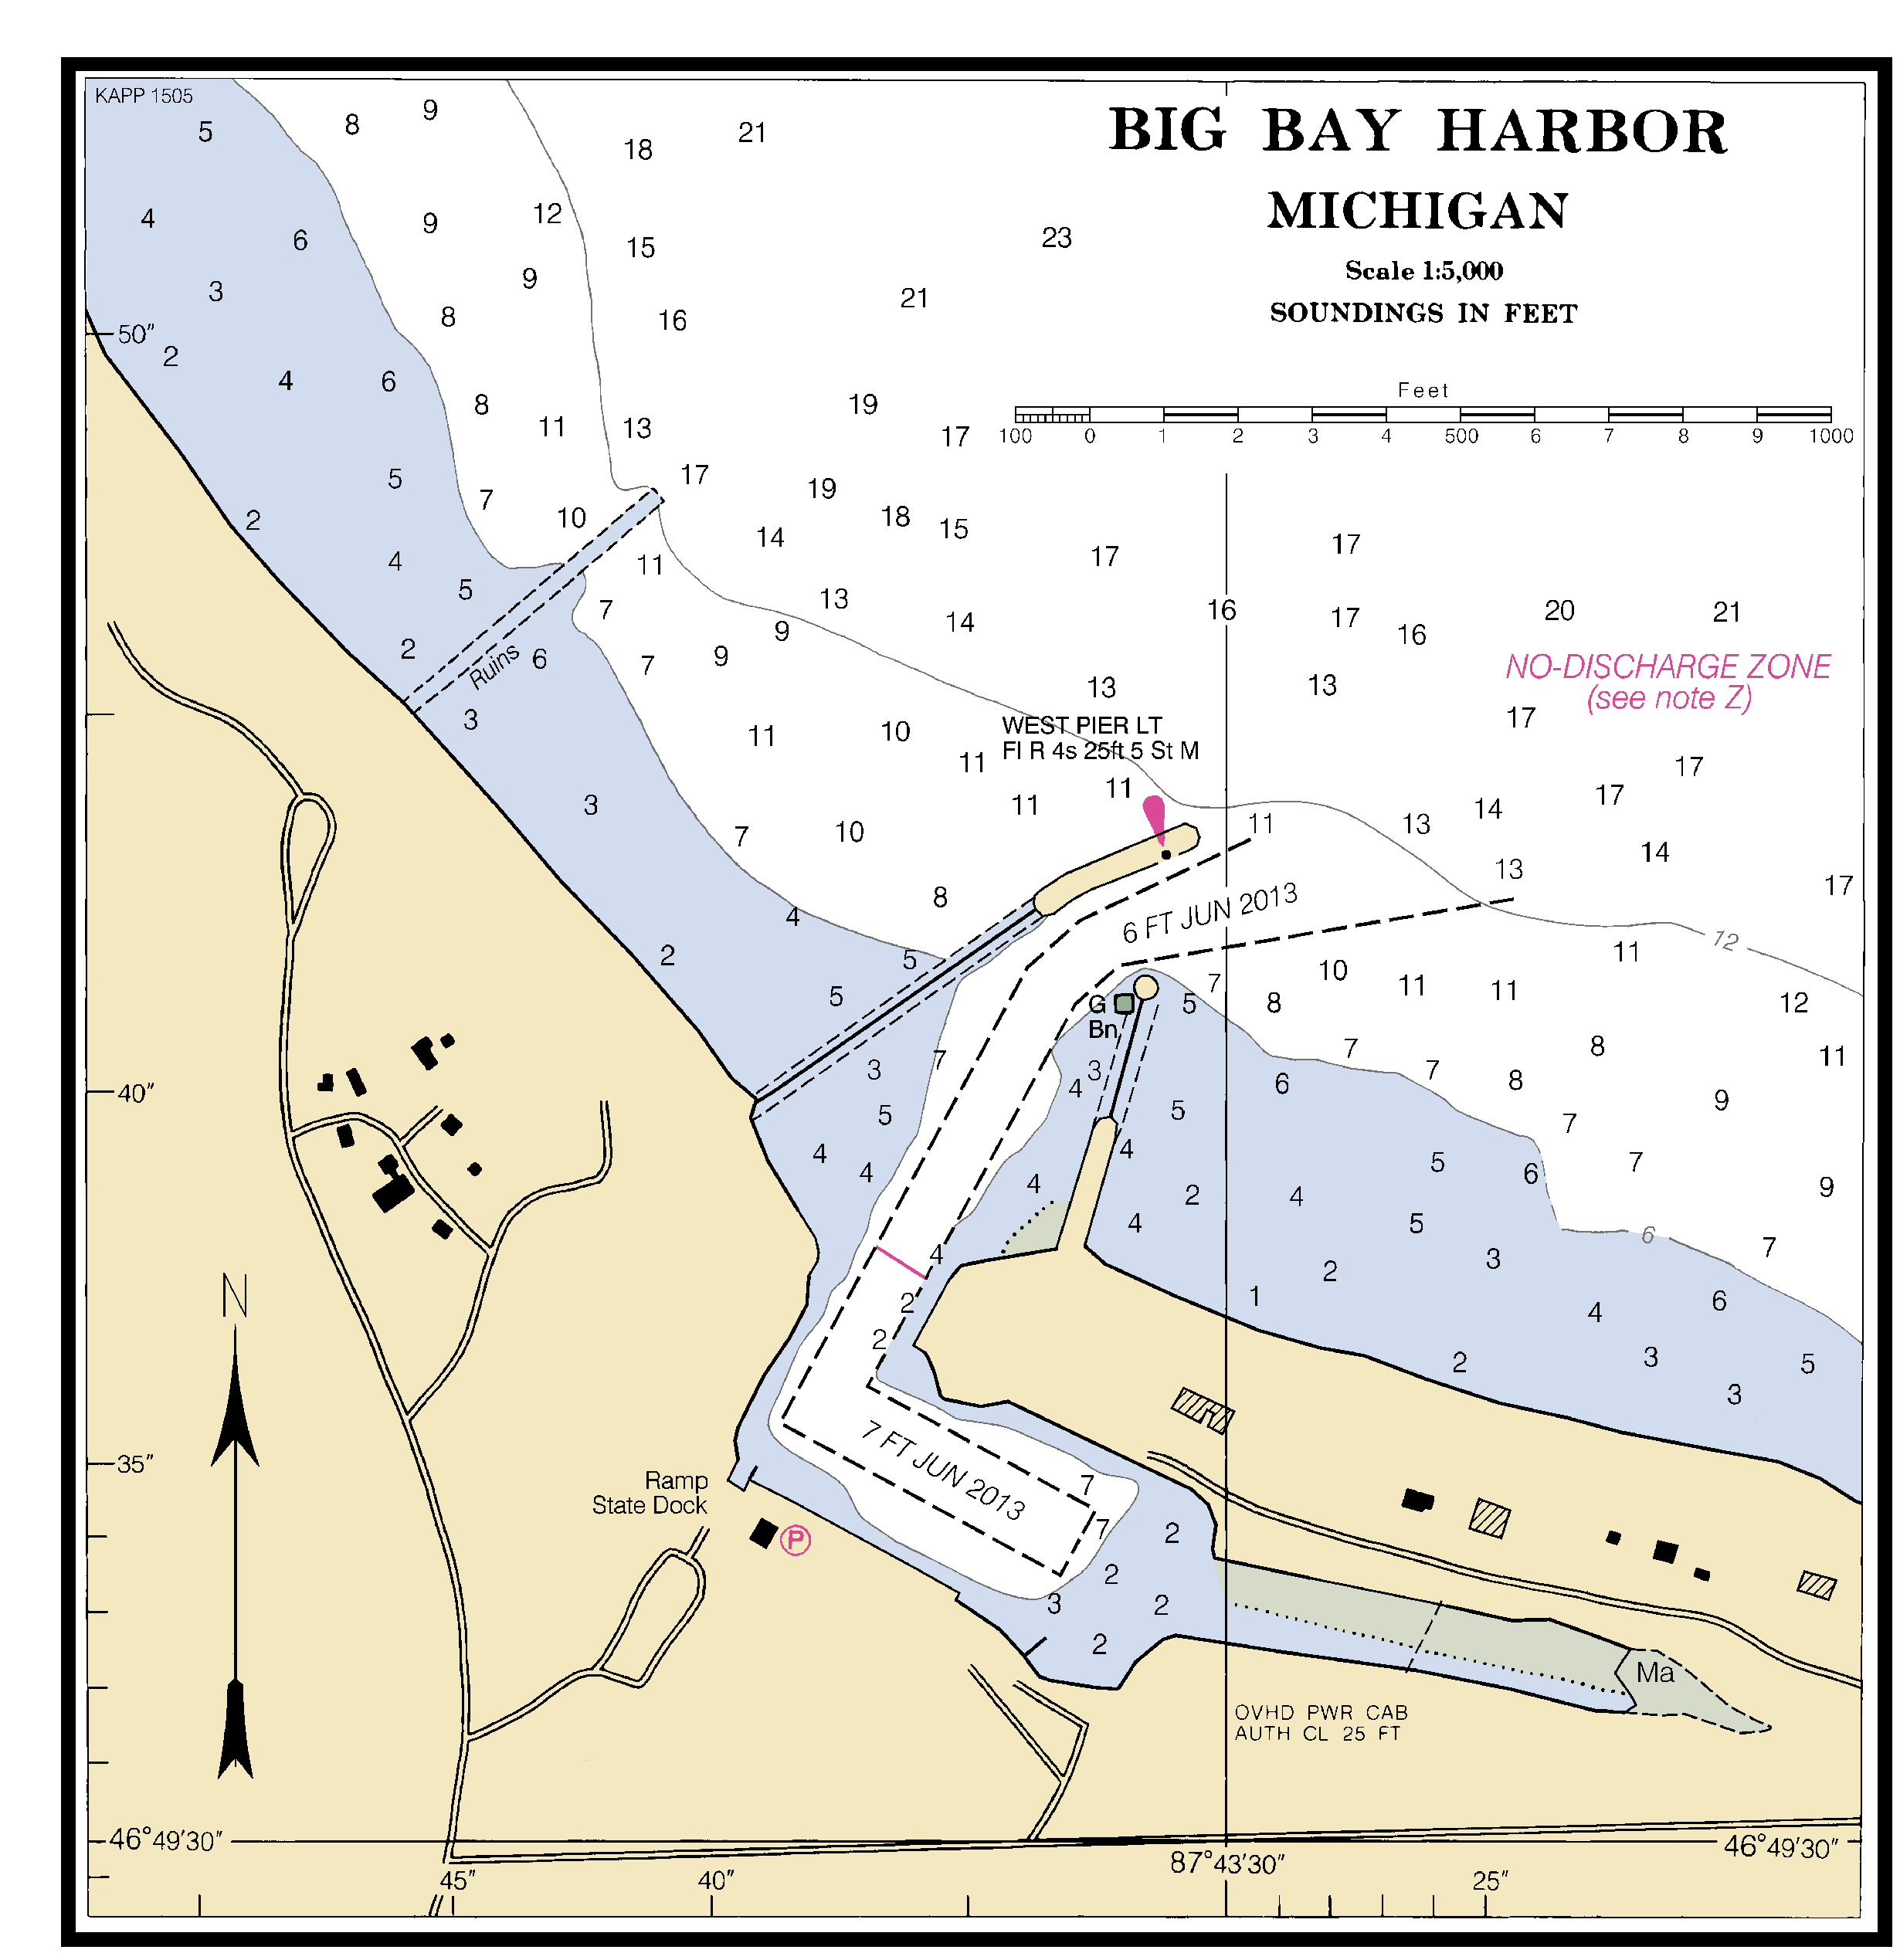 KAPP 1505
BIG BAY HARBOR
MICHIGAN
Scale 1:5,000
SOUNDINGS IN FEET
Feet
100 0 1 2 3 4 500 6 7 8 9 1000
5 8 9 18 21
4 6 9 12 15 23
3 9 21
8 16
50"
2 4 6 8 19
11 13 17
5 17
7 19
2 10 18 15
14 17 17
4 11
5 13
7 14 16 17 20 21
9 16
2 6 7 9
Ruins
NO-DISCHARGE ZONE
(see note Z)
13 13
3 11 10 17
WEST PIER LT
Fl R 4s 25ft 5 St M
11 17
11 17
3 11 14
7 10 11 13
14
13 17
8
6 FT JUN 2013
4
2 5 12
11
5 10
7 11 11
G 5 8 12
Bn
7 8 11
3 7 3 7
4 6 8
40"
5 5 9
7
4 4 5 7
4 4 6
2 4 9
4 5
4 3 6 7
2
2 1 6
4
2
2 3 5
3
7 FT JUN 2013
35"
Ramp
State Dock
7
P
7 2
2
3 2
2
N
Ma
OVHD PWR CAB
AUTH CL 25 FT
46°49'30" 46°49'30"
87°43'30"
45" 40" 25"